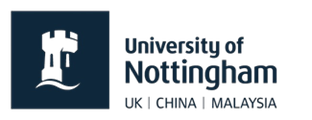 University of
Nottingham
UK | CHINA | MALAYSIA